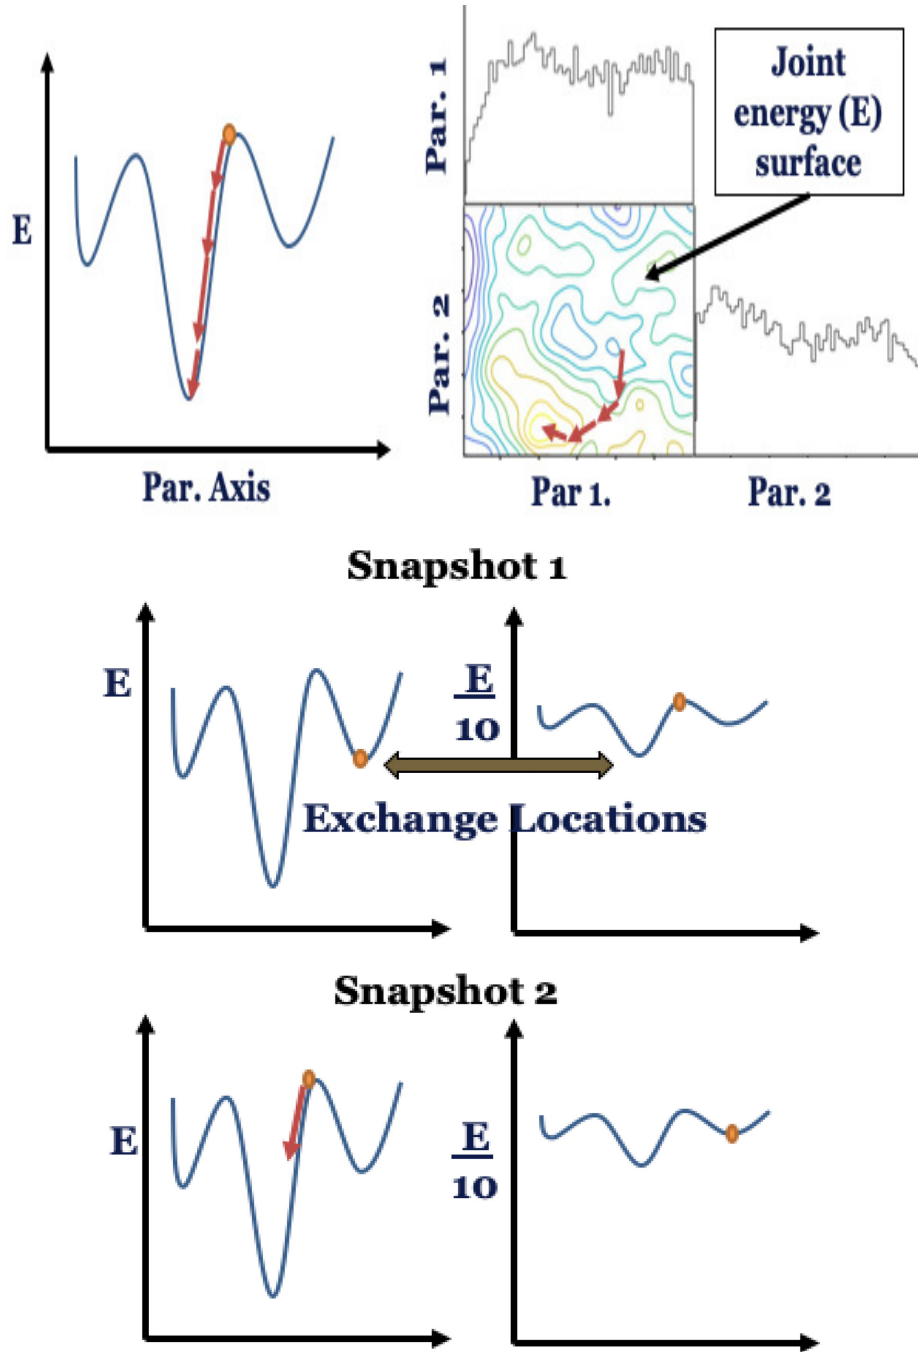 E
Par. Axis
Par. 1
Par. 2
Joint
energy (E)
surface
Par 1.
Par. 2
Snapshot 1
E
E
10
Exchange Locations
Snapshot 2
E
E
10